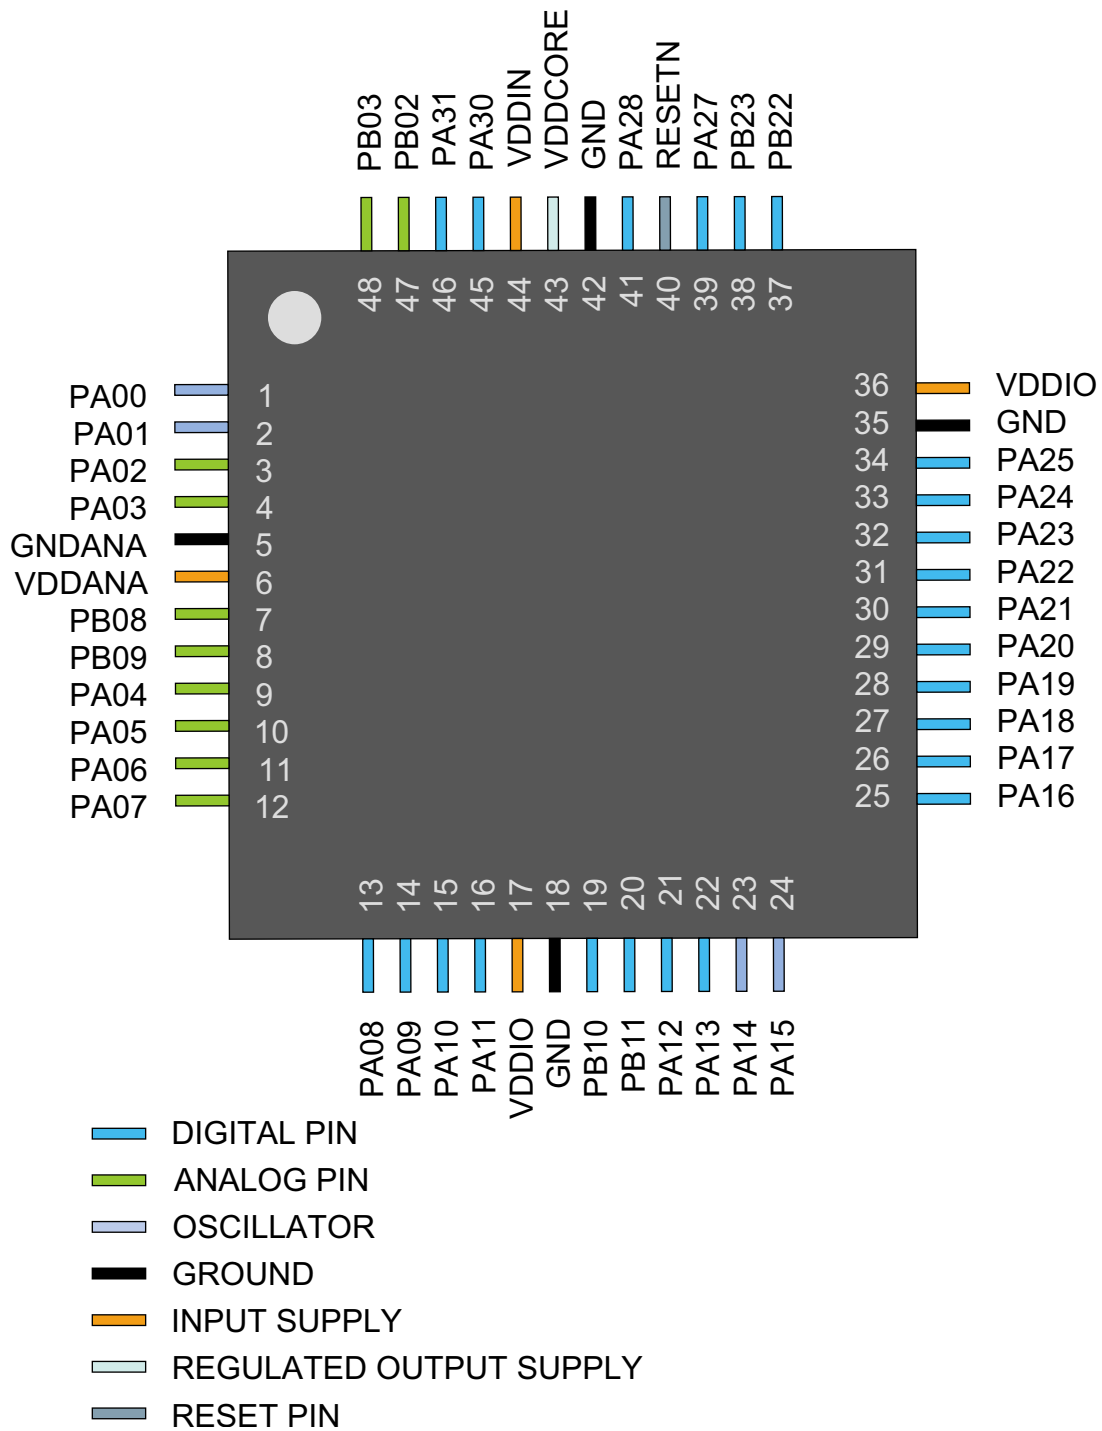 PB03
PB02
PA31
PA30
VDDIN
VDDCORE
GND
PA28
RESETN
PA27
PB23
PB22
48
47
46
45
44
43
42
41
40
39
38
37
PA00 1
PA01 2
PA02 3
PA03 4
GNDANA 5
VDDANA 6
PB08 7
PB09 8
PA04 9
PA05 10
PA06 11
PA07 12
36 VDDIO
35 GND
34 PA25
33 PA24
32 PA23
31 PA22
30 PA21
29 PA20
28 PA19
27 PA18
26 PA17
25 PA16
13
14
15
16
17
18
19
20
21
22
23
24
PA08
PA09
PA10
PA11
VDDIO
GND
PB10
PB11
PA12
PA13
PA14
PA15
DIGITAL PIN
ANALOG PIN
OSCILLATOR
GROUND
INPUT SUPPLY
REGULATED OUTPUT SUPPLY
RESET PIN